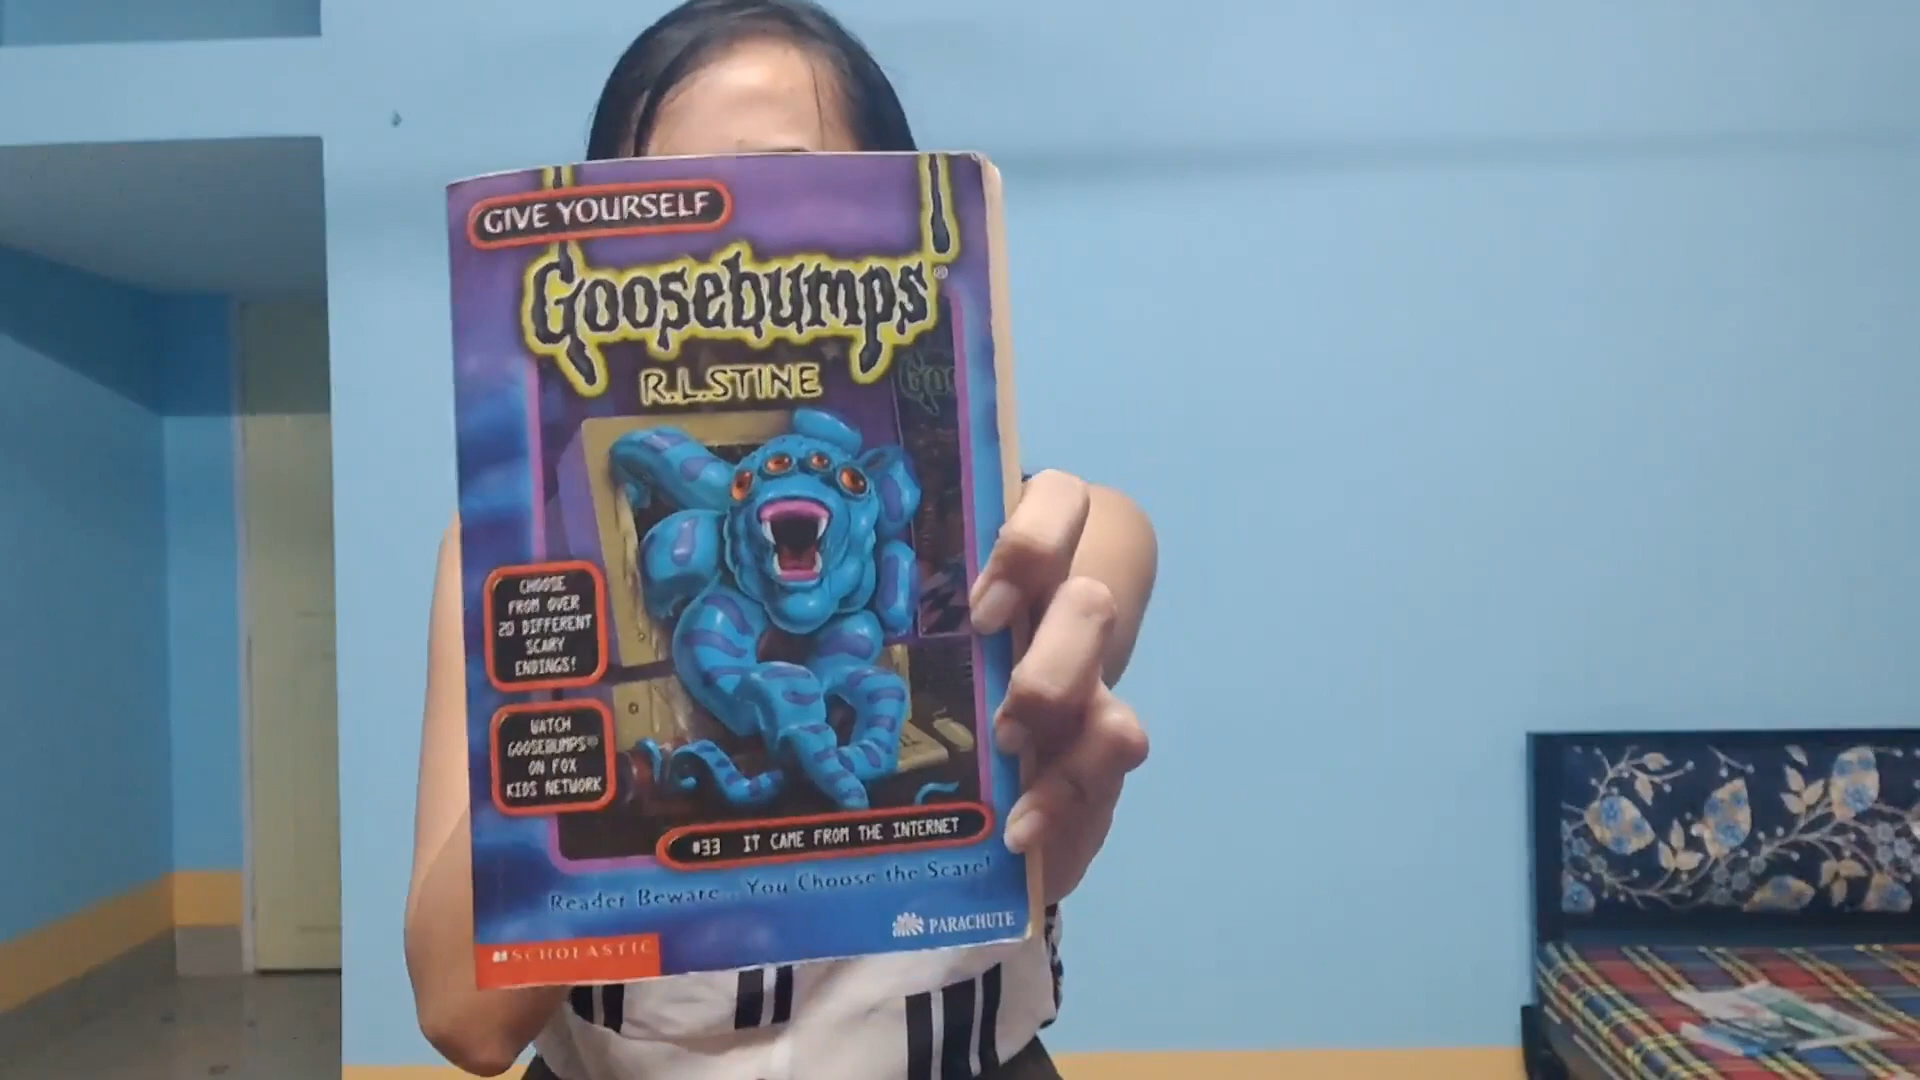 GIVE YOURSELF
Goosebumps®
R.L.STINE
CHOOSE
FROM OVER
20 DIFFERENT
SCARY
ENDINGS!
WATCH
GOOSEBUMPS®
ON FOX
KIDS NETWORK
#33 IT CAME FROM THE INTERNET
Reader Beware... You Choose the Scare!
PARACHUTE
SCHOLASTIC